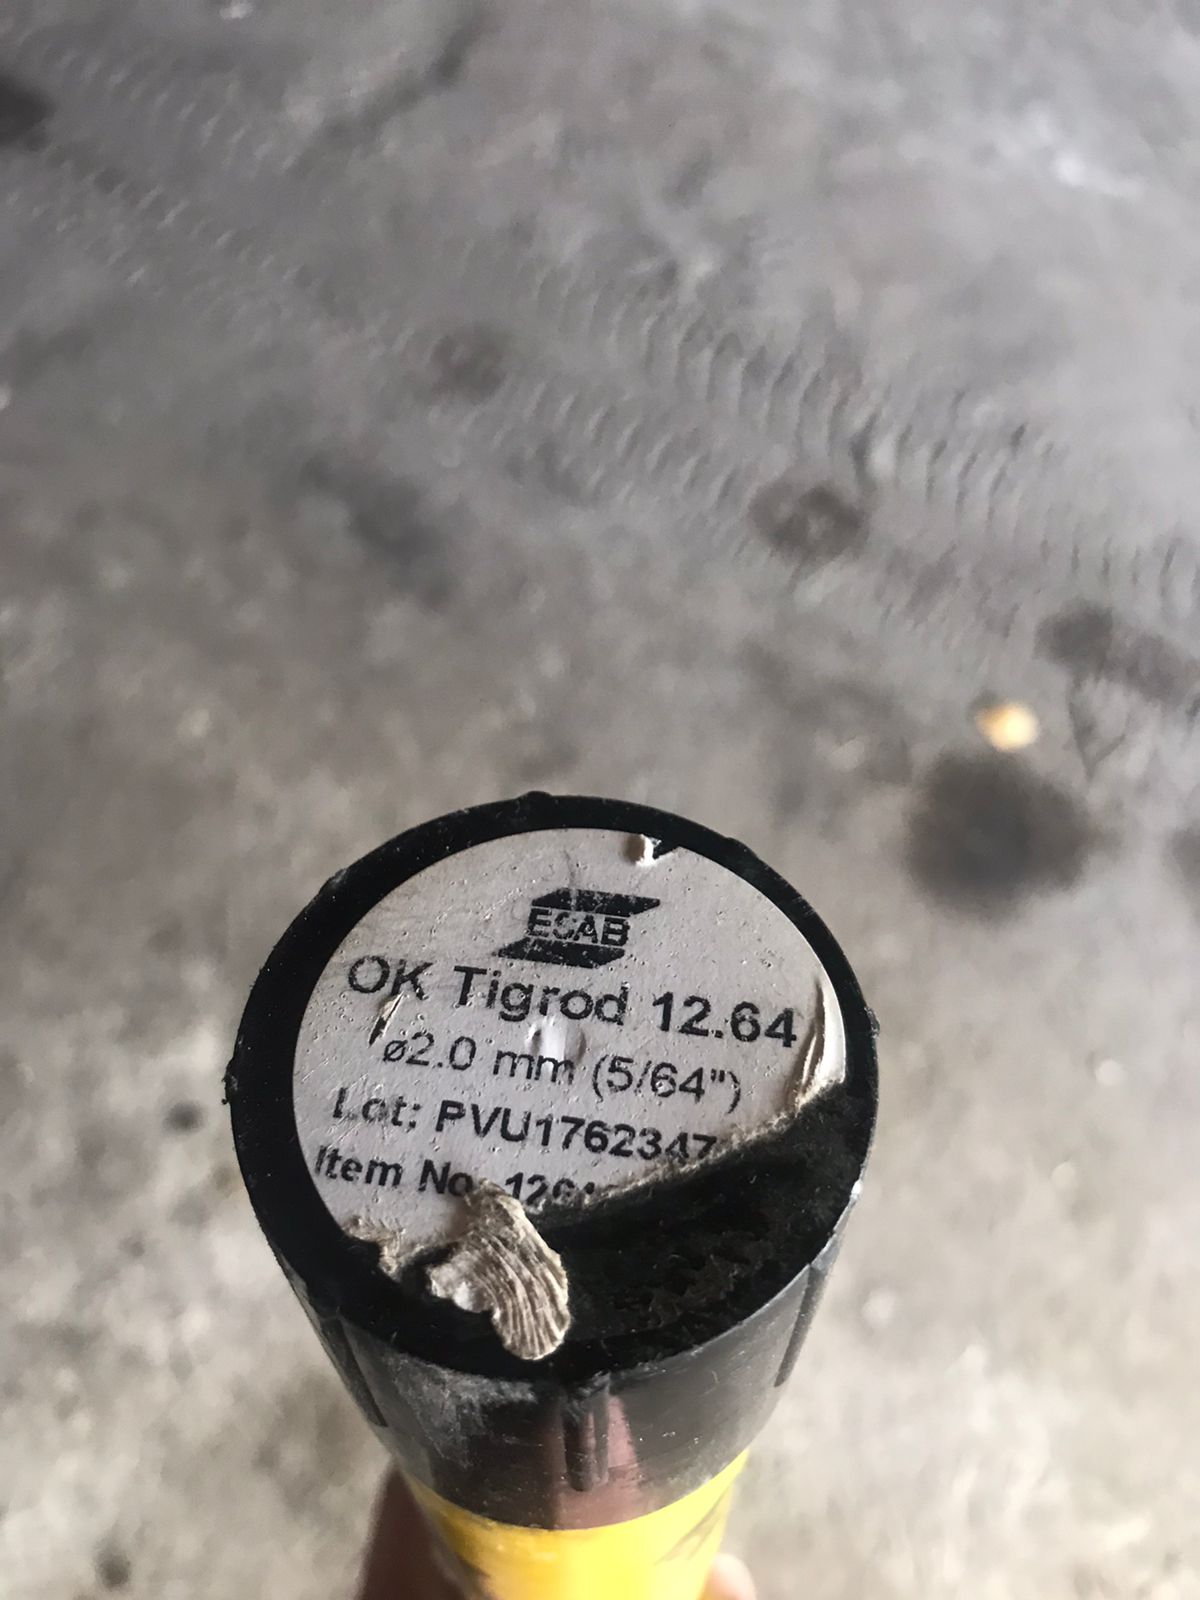 ESAB
OK Tigrod 12.64
ø2.0 mm (5/64")
Lot: PVU1762347
Item No.